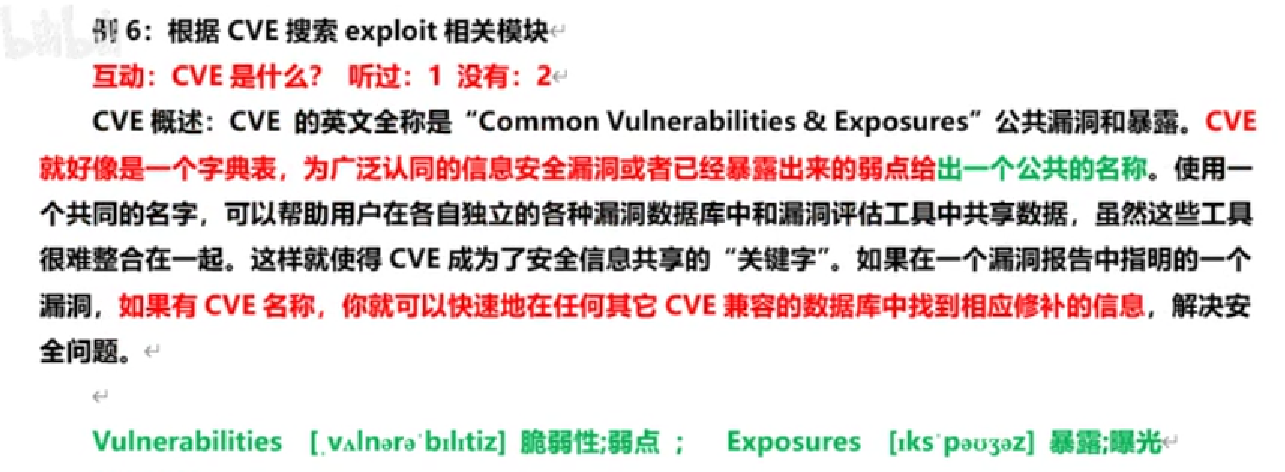 例 6：根据 CVE 搜索 exploit 相关模块↵
互动：CVE 是什么？ 听过：1 没有：2↵
CVE 概述：CVE 的英文全称是“Common Vulnerabilities & Exposures”公共漏洞和暴露。CVE
就好像是一个字典表，为广泛认同的信息安全漏洞或者已经暴露出来的弱点给出一个公共的名称。使用一
个共同的名字，可以帮助用户在各自独立的各种漏洞数据库中和漏洞评估工具中共享数据，虽然这些工具
很难整合在一起。这样就使得 CVE 成为了安全信息共享的“关键字”。如果在一个漏洞报告中指明的一个
漏洞，如果有 CVE 名称，你就可以快速地在任何其它 CVE 兼容的数据库中找到相应修补的信息，解决安
全问题。↵
↵
Vulnerabilities [ˌvʌlnərəˈbɪlɪtiz] 脆弱性;弱点 ； Exposures [ɪksˈpəʊʒəz] 暴露;曝光↵